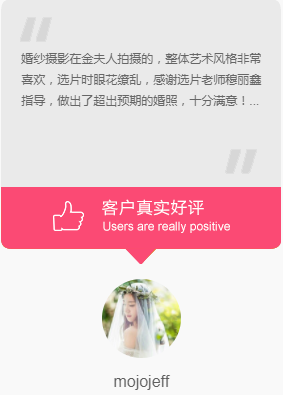 婚纱摄影在金夫人拍摄的，整体艺术风格非常
喜欢，选片时眼花缭乱，感谢选片老师穆丽鑫
指导，做出了超出预期的婚照，十分满意！...
客户真实好评
Users are really positive
mojojeff